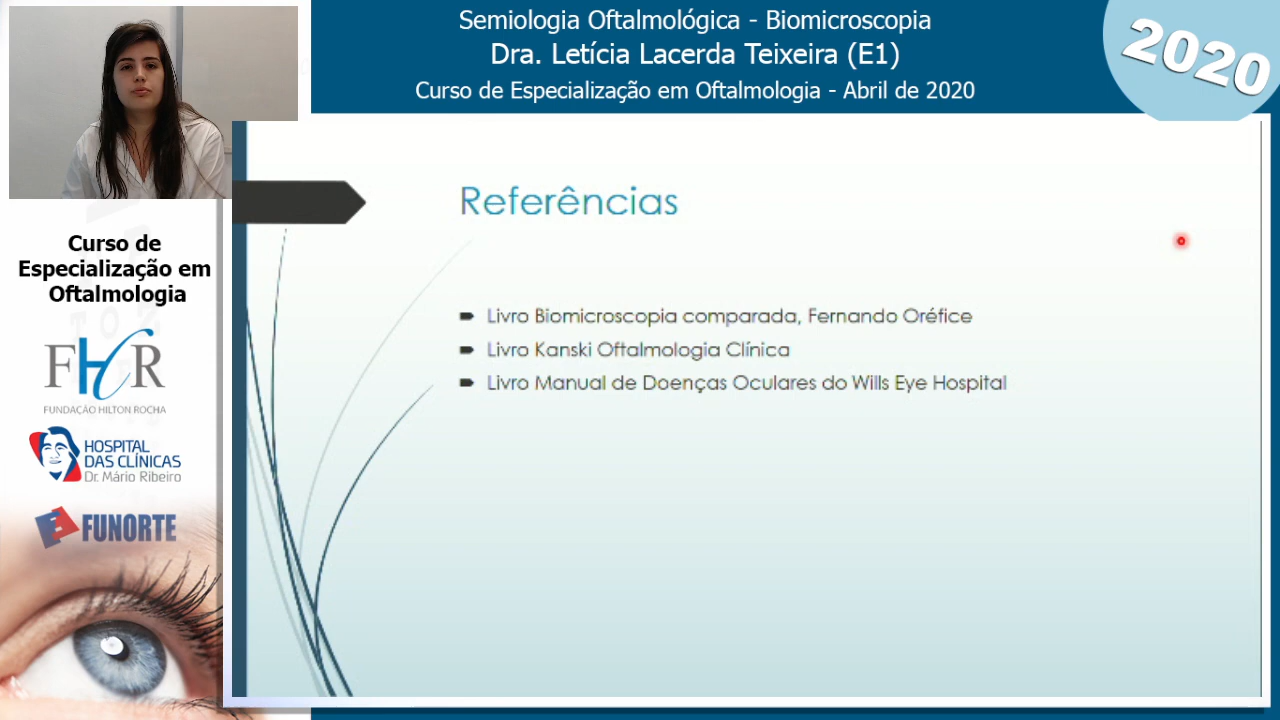 Semiologia Oftalmológica - Biomicroscopia
Dra. Letícia Lacerda Teixeira (E1)
Curso de Especialização em Oftalmologia - Abril de 2020
2020
Referências
Livro Biomicroscopia comparada, Fernando Oréfice
Livro Kanski Oftalmologia Clínica
Livro Manual de Doenças Oculares do Wills Eye Hospital
Curso de
Especialização em
Oftalmologia
FHR
FUNDAÇÃO HILTON ROCHA
HOSPITAL
DAS CLÍNICAS
Dr. Mário Ribeiro
FUNORTE